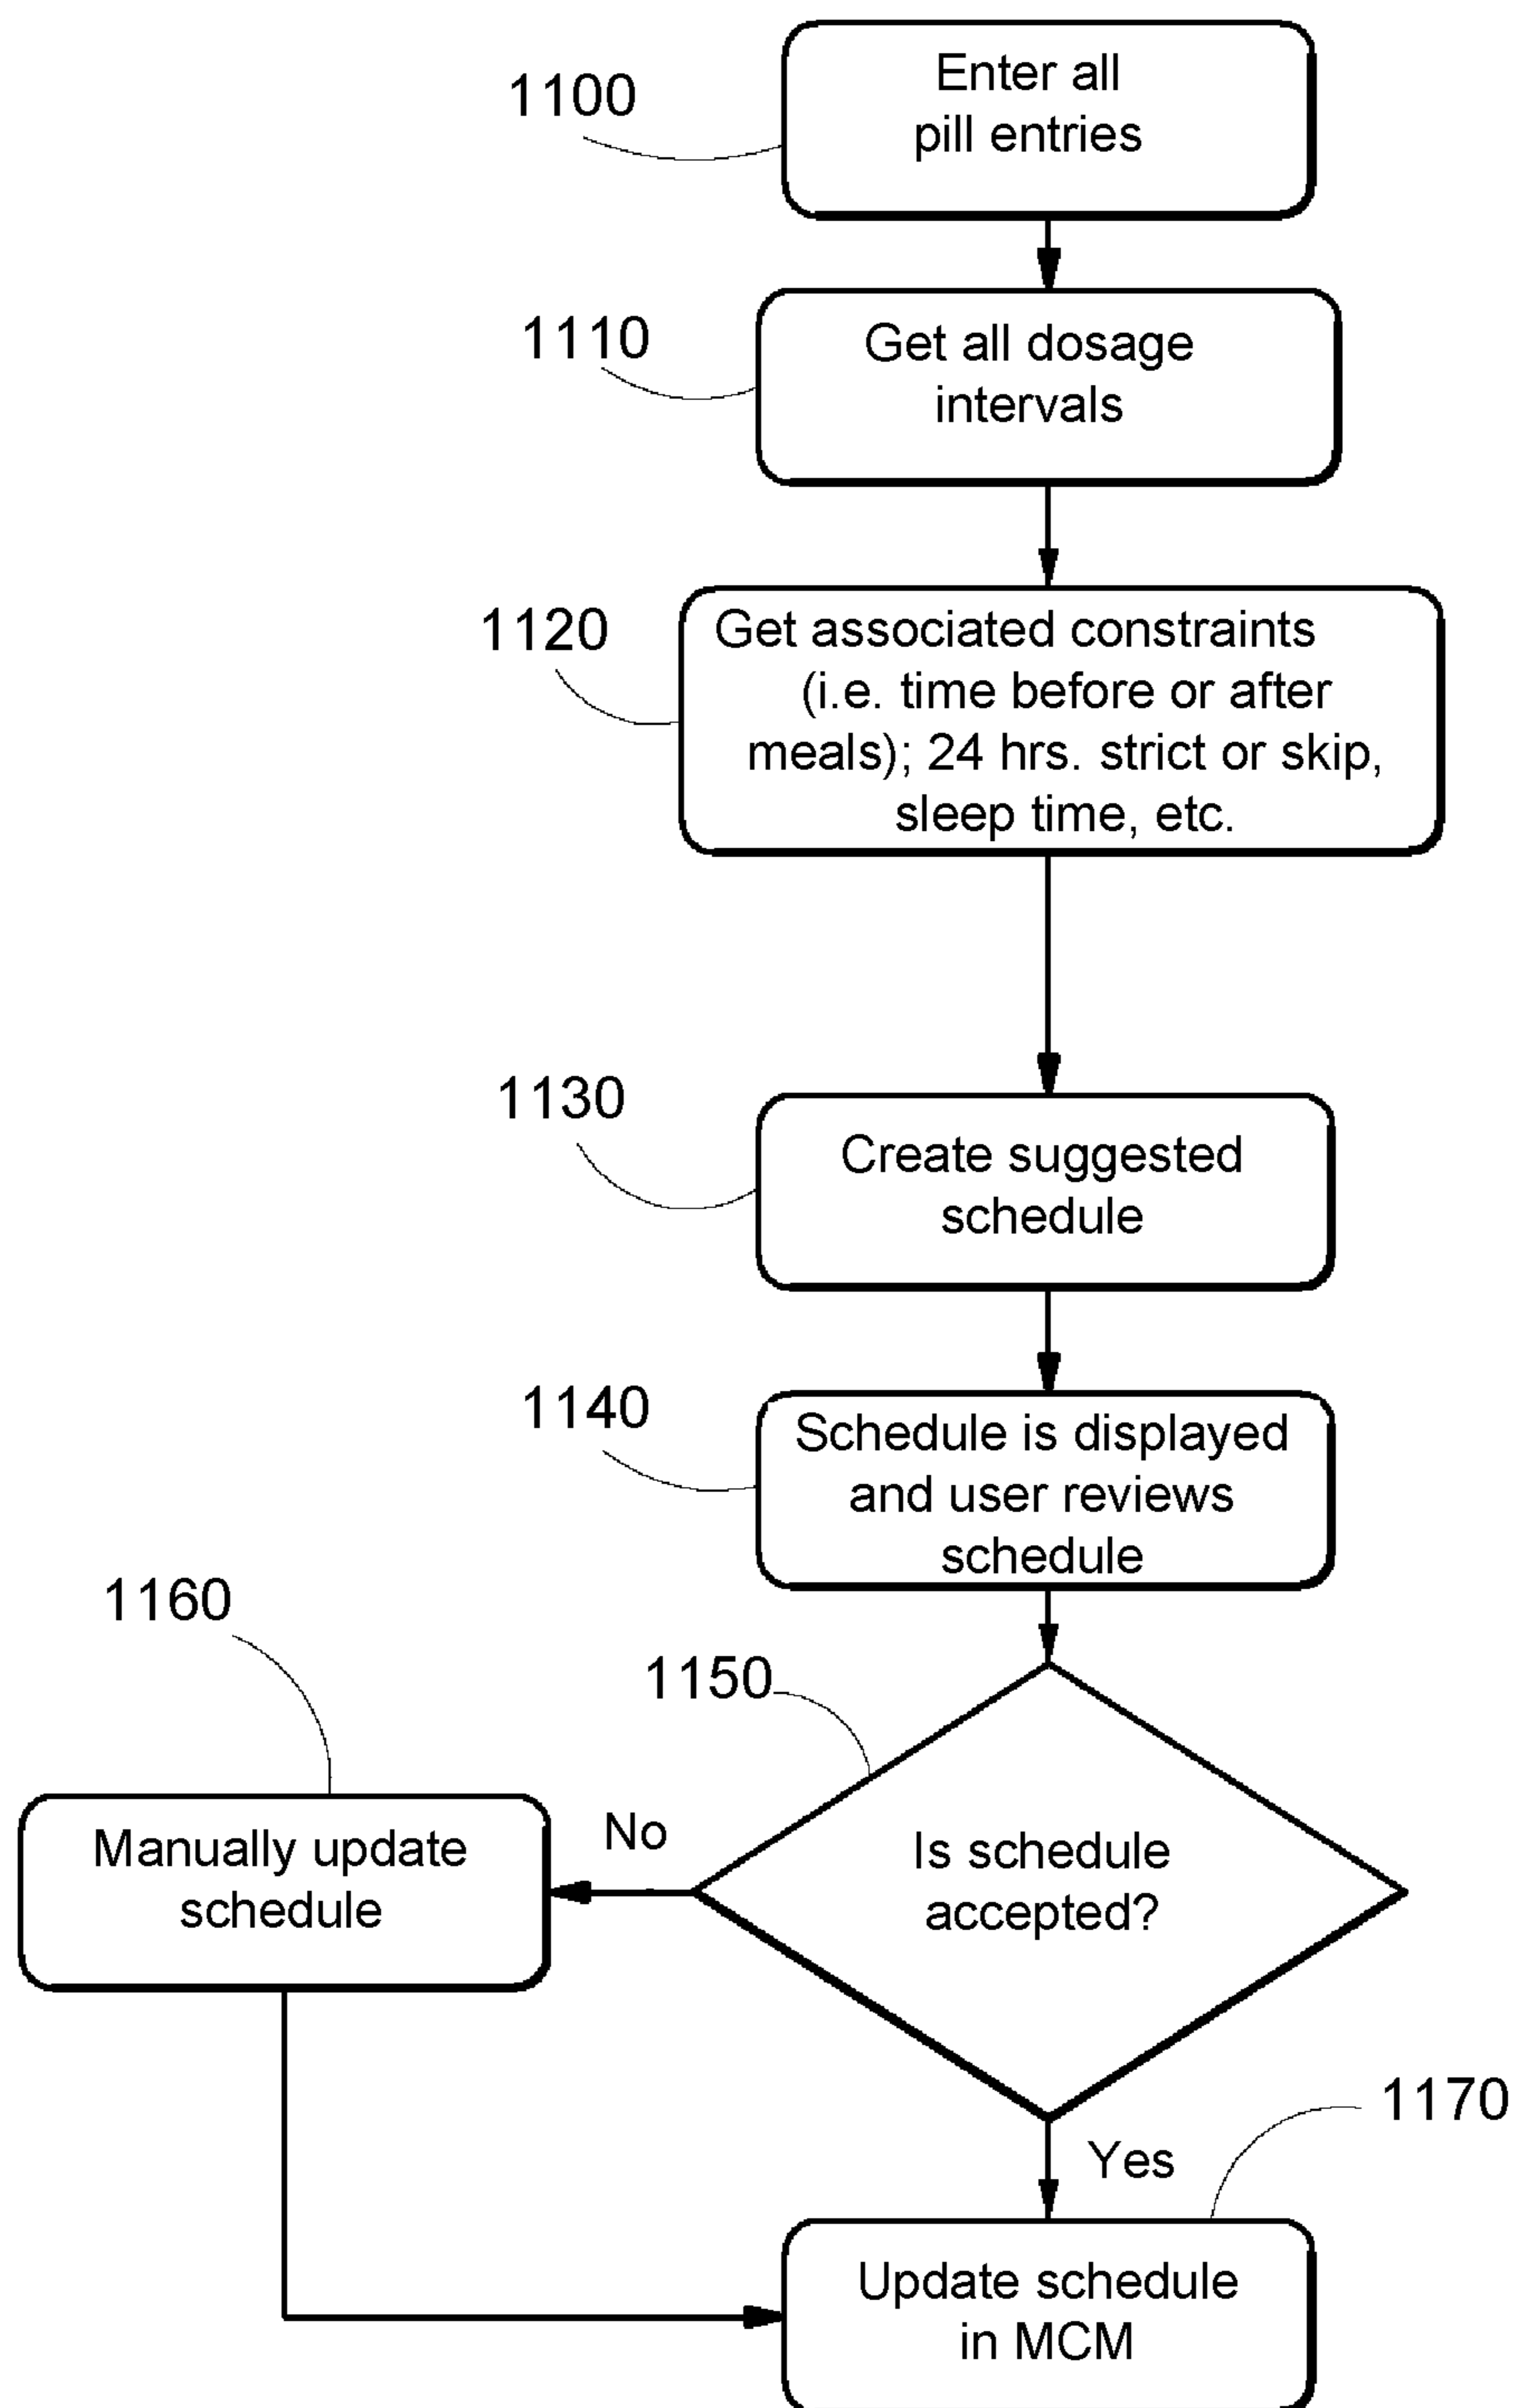 1100
Enter all
pill entries
1110
Get all dosage
intervals
1120
Get associated constraints
(i.e. time before or after
meals); 24 hrs. strict or skip,
sleep time, etc.
1130
Create suggested
schedule
1140
Schedule is displayed
and user reviews
schedule
1150
Is schedule
accepted?
No
1160
Manually update
schedule
Yes
1170
Update schedule
in MCM